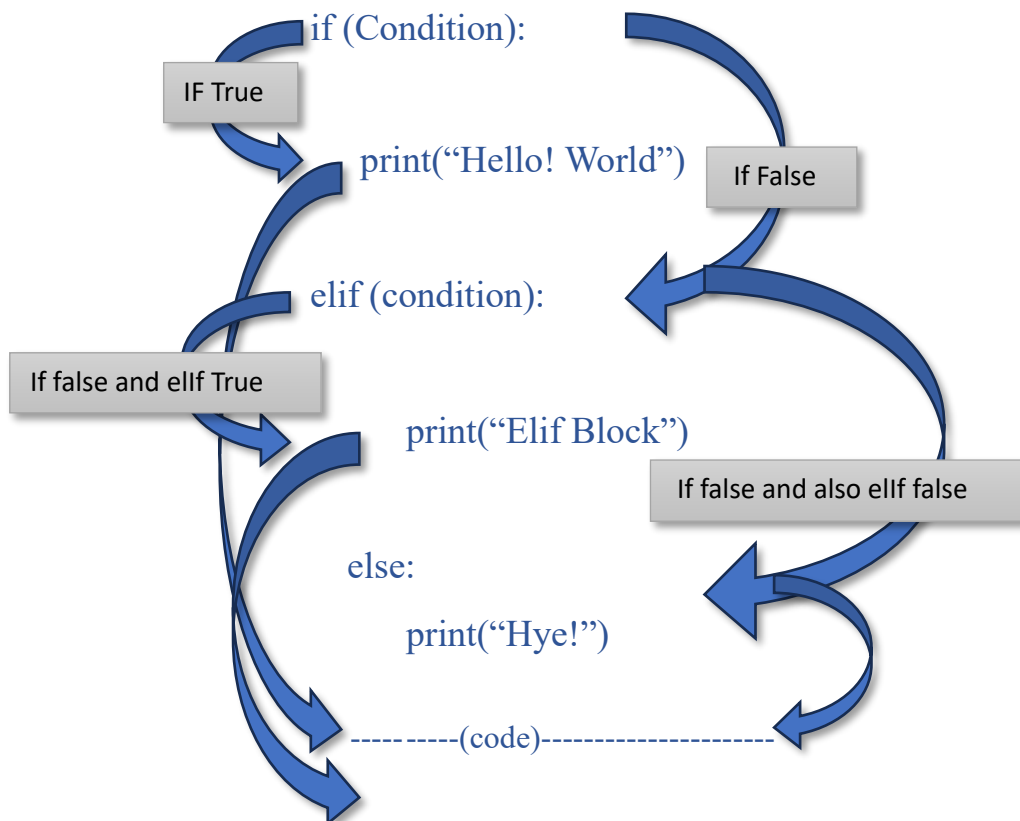 if (Condition):
IF True
print(“Hello! World”)
If False
elif (condition):
If false and elIf True
print(“Elif Block”)
If false and also elIf false
else:
print(“Hye!”)
----------(code)---------------------